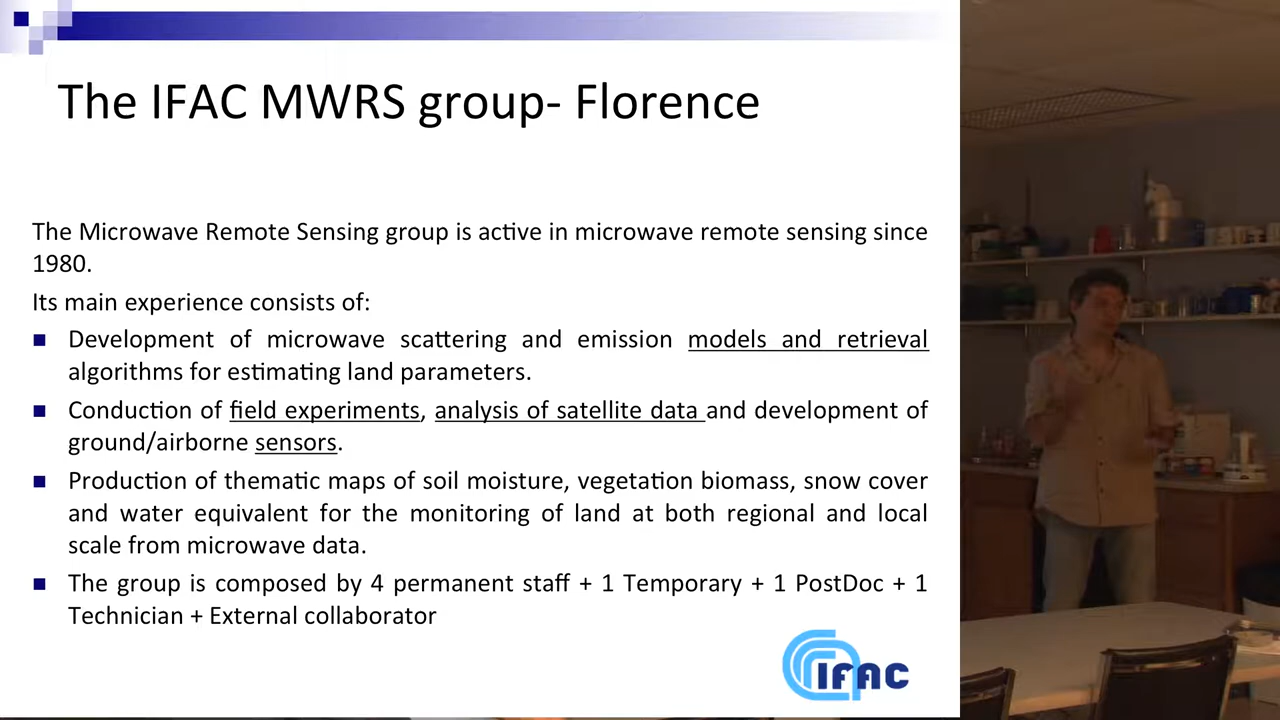 The IFAC MWRS group- Florence
The Microwave Remote Sensing group is active in microwave remote sensing since
1980.
Its main experience consists of:
Development of microwave scattering and emission models and retrieval
algorithms for estimating land parameters.
Conduction of field experiments, analysis of satellite data and development of
ground/airborne sensors.
Production of thematic maps of soil moisture, vegetation biomass, snow cover
and water equivalent for the monitoring of land at both regional and local
scale from microwave data.
The group is composed by 4 permanent staff + 1 Temporary + 1 PostDoc + 1
Technician + External collaborator
IFAC